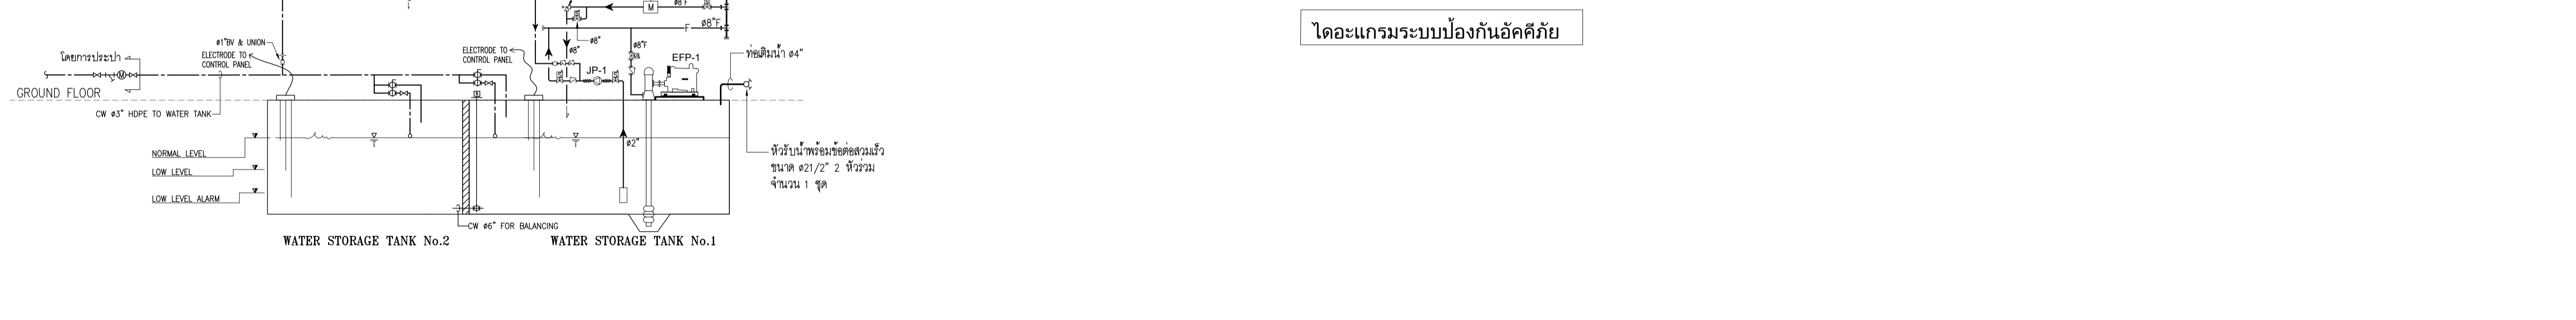 ø8"F
M
ไดอะแกรมระบบป้องกันอัคคีภัย
ø8"F
F
ø1"BV & UNION
ø8"
ø8"F
ELECTRODE TO
CONTROL PANEL
ELECTRODE TO
CONTROL PANEL
ø8"
EFP-1
ท่อเติมน้ำ ø4"
โดยการประปา
M
JP-1
GROUND FLOOR
CW ø3" HDPE TO WATER TANK
ø2"
NORMAL LEVEL
LOW LEVEL
LOW LEVEL ALARM
หัวรับน้ำพร้อมข้อต่อสวมเร็ว
ขนาด ø21/2" 2 หัวร่วม
จำนวน 1 ชุด
CW ø6" FOR BALANCING
WATER STORAGE TANK No.2
WATER STORAGE TANK No.1